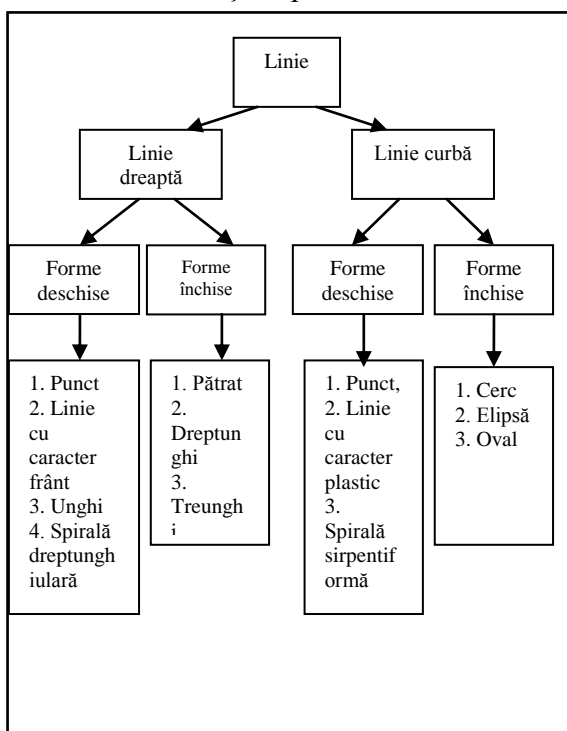 Linie
Linie
dreaptă
Linie curbă
Forme
deschise
Forme
închise
Forme
deschise
Forme
închise
1. Punct
2. Linie
cu
caracter
frânt
3. Unghi
4. Spirală
dreptungh
iulară
1. Pătrat
2.
Dreptun
ghi
3.
Treungh
i
1. Punct,
2. Linie
cu
caracter
plastic
3.
Spirală
sirpentif
ormă
1. Cerc
2. Elipsă
3. Oval